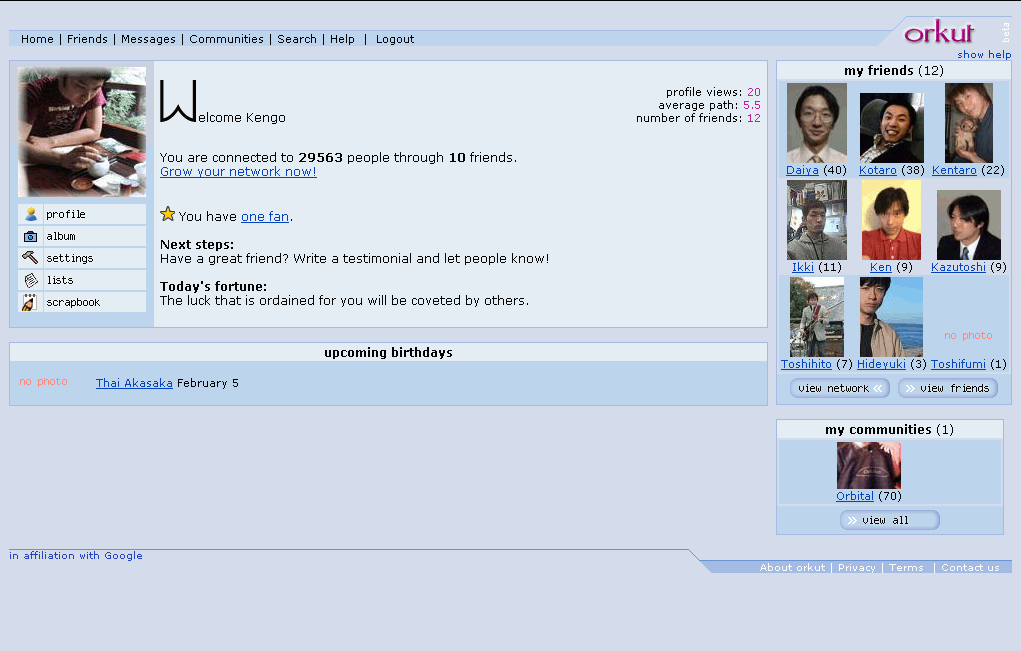 orkut
beta
Home | Friends | Messages | Communities | Search | Help | Logout
show help
profile
album
settings
lists
scrapbook
Welcome Kengo
profile views: 20
average path: 5.5
number of friends: 12
You are connected to 29563 people through 10 friends.
Grow your network now!
You have one fan.
Next steps:
Have a great friend? Write a testimonial and let people know!
Today's fortune:
The luck that is ordained for you will be coveted by others.
upcoming birthdays
no photo
Thai Akasaka February 5
my friends (12)
Daiya (40) Kotaro (38) Kentaro (22)
Ikki (11) Ken (9) Kazutoshi (9)
no photo
Toshihito (7) Hideyuki (3) Toshifumi (1)
view network « » view friends
my communities (1)
Orbital (70)
» view all
in affiliation with Google
About orkut | Privacy | Terms | Contact us